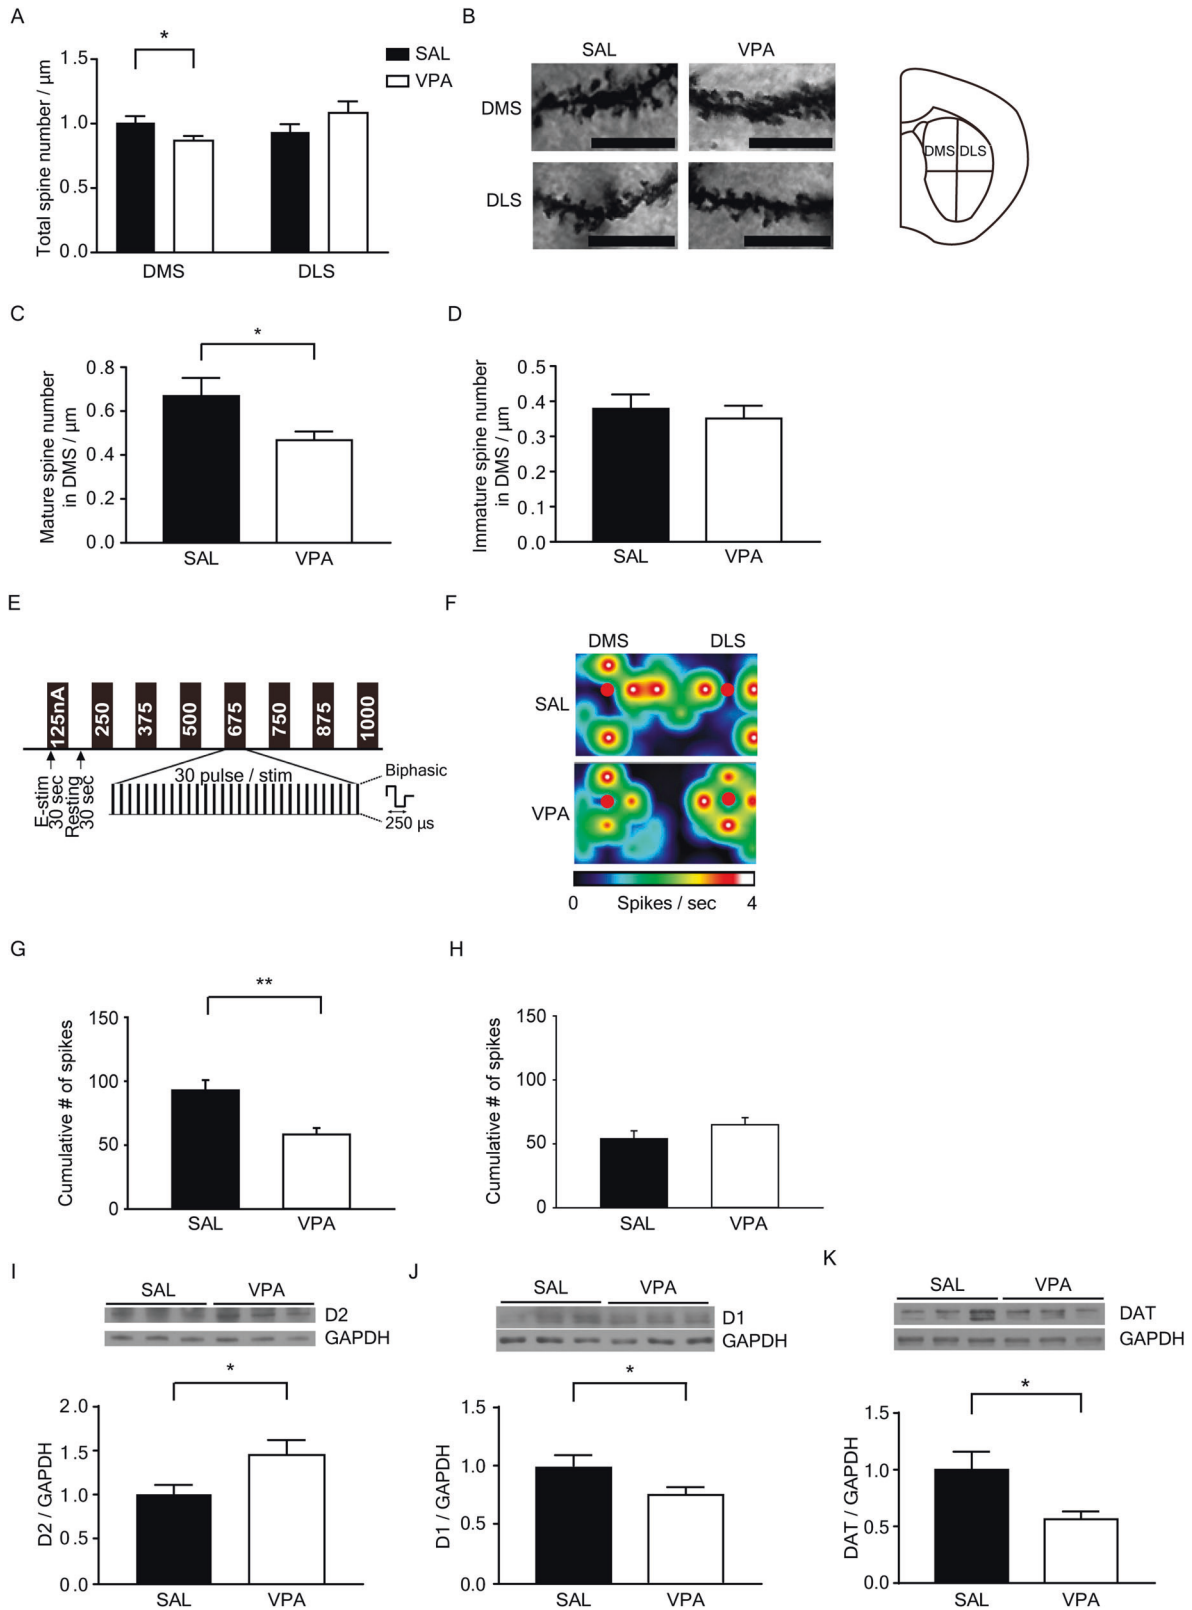 A
Total spine number / µm
1.5
1.0
0.5
0.0
*
SAL
VPA
DMS
DLS
B
SAL
VPA
DMS
DLS
DMS
DLS
C
Mature spine number
in DMS / µm
0.8
0.6
0.4
0.2
0.0
*
SAL
VPA
D
Immature spine number
in DMS / µm
0.5
0.4
0.3
0.2
0.1
0.0
SAL
VPA
E
125nA
250
375
500
675
750
875
1000
E-stim
30 sec
Resting
30 sec
30 pulse / stim
Biphasic
250 µs
F
DMS
DLS
SAL
VPA
0
Spikes / sec
4
G
Cumulative # of spikes
150
100
50
0
**
SAL
VPA
H
Cumulative # of spikes
150
100
50
0
SAL
VPA
I
SAL
VPA
D2
GAPDH
*
D2 / GAPDH
2.0
1.5
1.0
0.5
0.0
SAL
VPA
J
SAL
VPA
D1
GAPDH
*
D1 / GAPDH
1.5
1.0
0.5
0.0
SAL
VPA
K
SAL
VPA
DAT
GAPDH
*
DAT / GAPDH
1.5
1.0
0.5
0.0
SAL
VPA